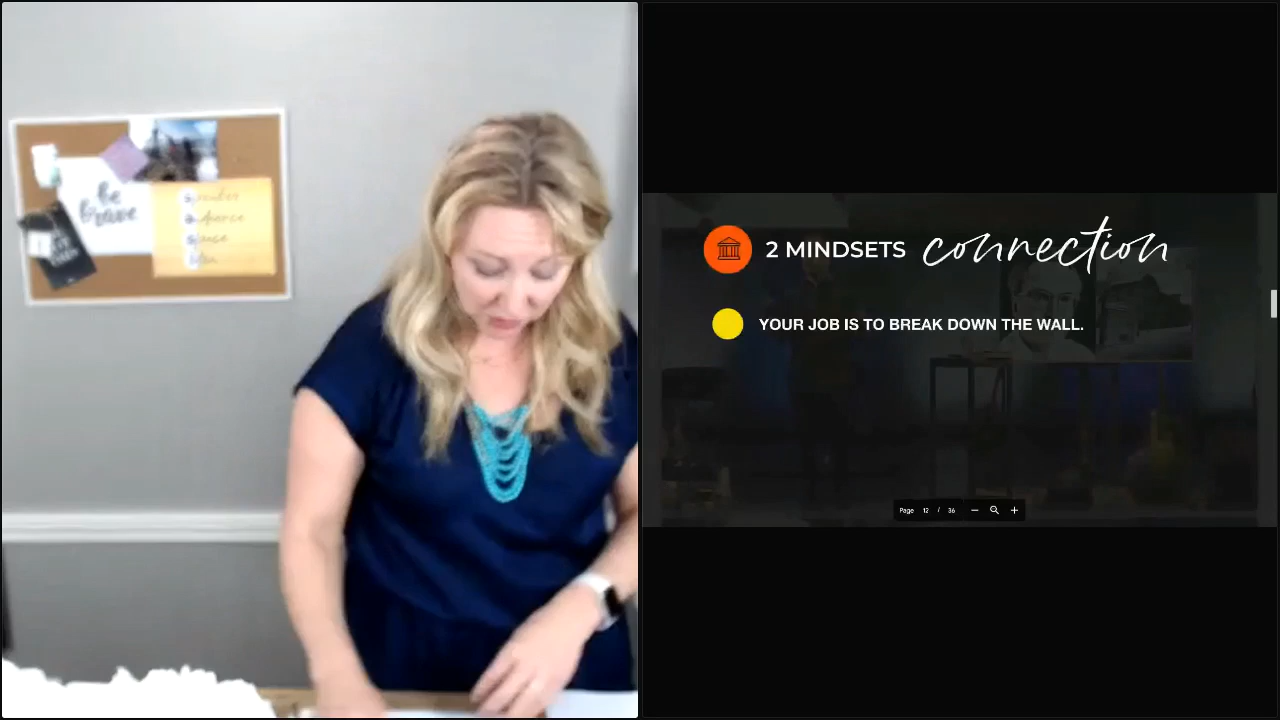 be
brave
2 MINDSETS connection
YOUR JOB IS TO BREAK DOWN THE WALL.
Page 12 / 36